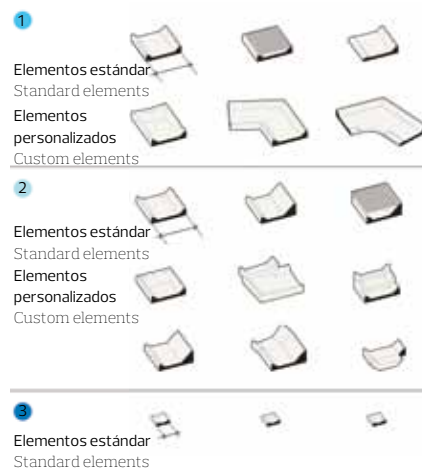 1
Elementos estándar
Standard elements
Elementos
personalizados
Custom elements
2
Elementos estándar
Standard elements
Elementos
personalizados
Custom elements
3
Elementos estándar
Standard elements